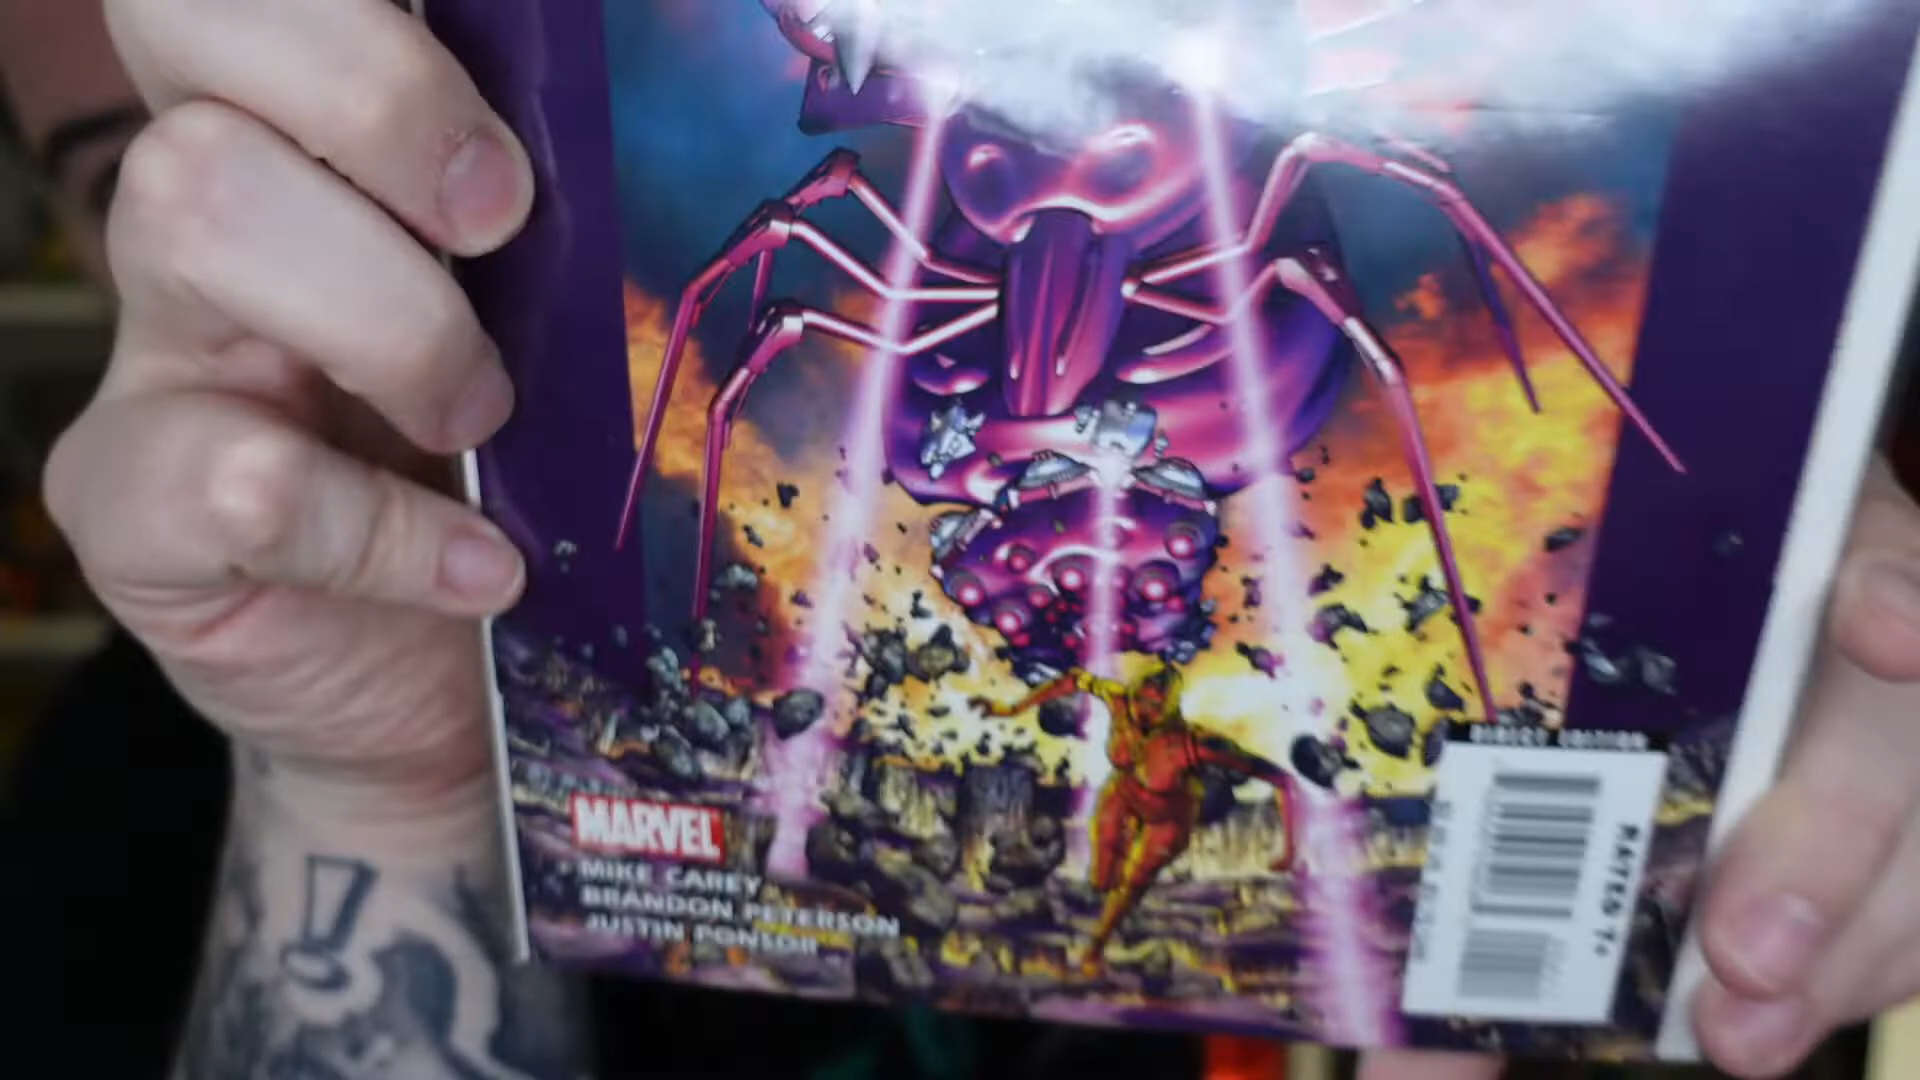 MARVEL
MIKE CAREY
BRANDON PETERSON
JUSTIN PONSOR
DIRECT EDITION
RATED T+